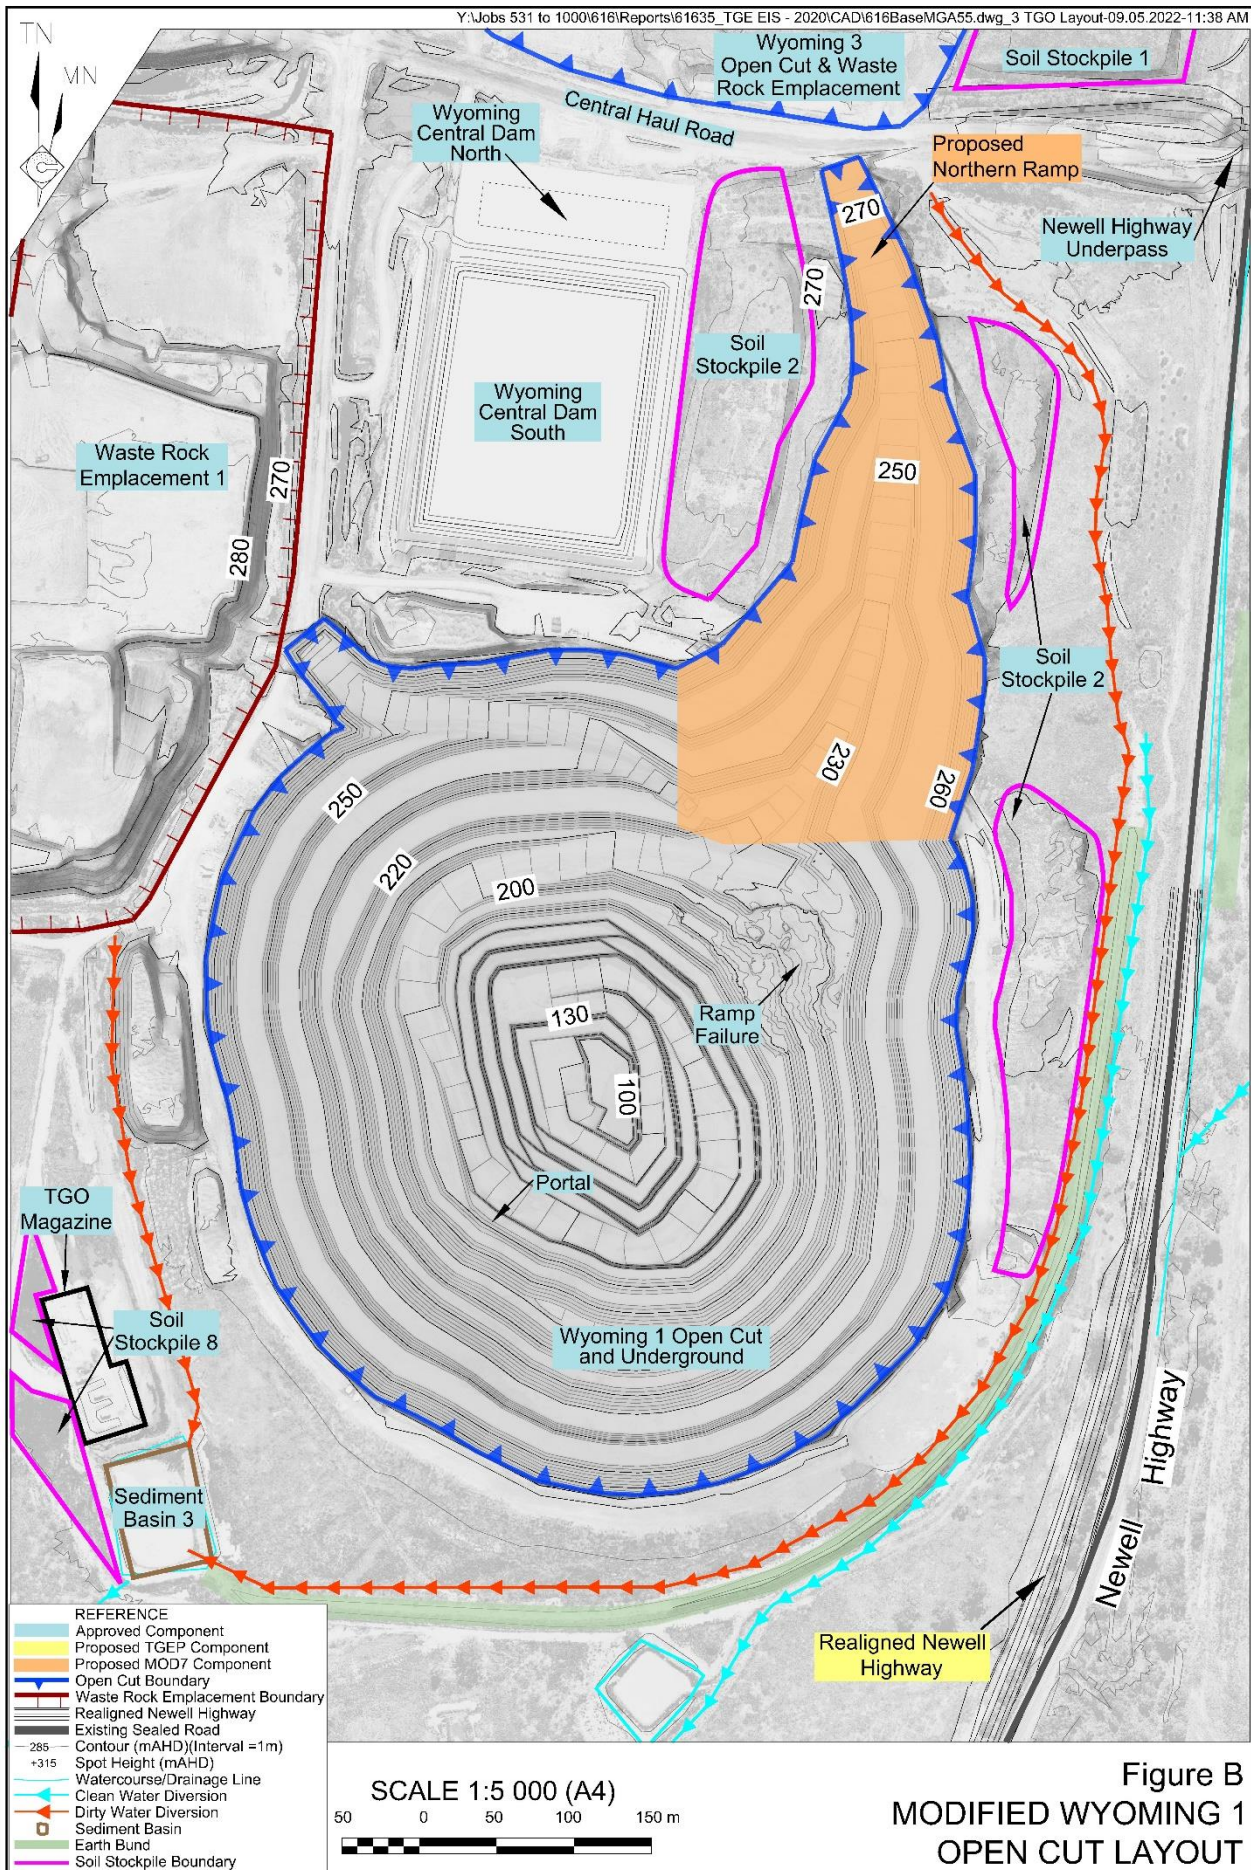 Y:\Jobs 531 to 1000\616\Reports\61635_TGE EIS - 2020\CAD\616BaseMGA55.dwg_3 TGO Layout-09.05.2022-11:38 AM
TN
MN
Wyoming 3
Open Cut & Waste
Rock Emplacement
Soil Stockpile 1
Central Haul Road
Wyoming
Central Dam
North
Proposed
Northern Ramp
270
Newell Highway
Underpass
270
Soil
Stockpile 2
Wyoming
Central Dam
South
Waste Rock
Emplacement 1
270
280
250
Soil
Stockpile 2
230
260
250
220
200
130
100
Ramp
Failure
Portal
TGO
Magazine
Soil
Stockpile 8
Wyoming 1 Open Cut
and Underground
Sediment
Basin 3
Newell
Highway
Realigned Newell
Highway
REFERENCE
Approved Component
Proposed TGEP Component
Proposed MOD7 Component
Open Cut Boundary
Waste Rock Emplacement Boundary
Realigned Newell Highway
Existing Sealed Road
285 Contour (mAHD)(Interval =1m)
+315 Spot Height (mAHD)
Watercourse/Drainage Line
Clean Water Diversion
Dirty Water Diversion
Sediment Basin
Earth Bund
Soil Stockpile Boundary
SCALE 1:5 000 (A4)
50 0 50 100 150 m
Figure B
MODIFIED WYOMING 1
OPEN CUT LAYOUT